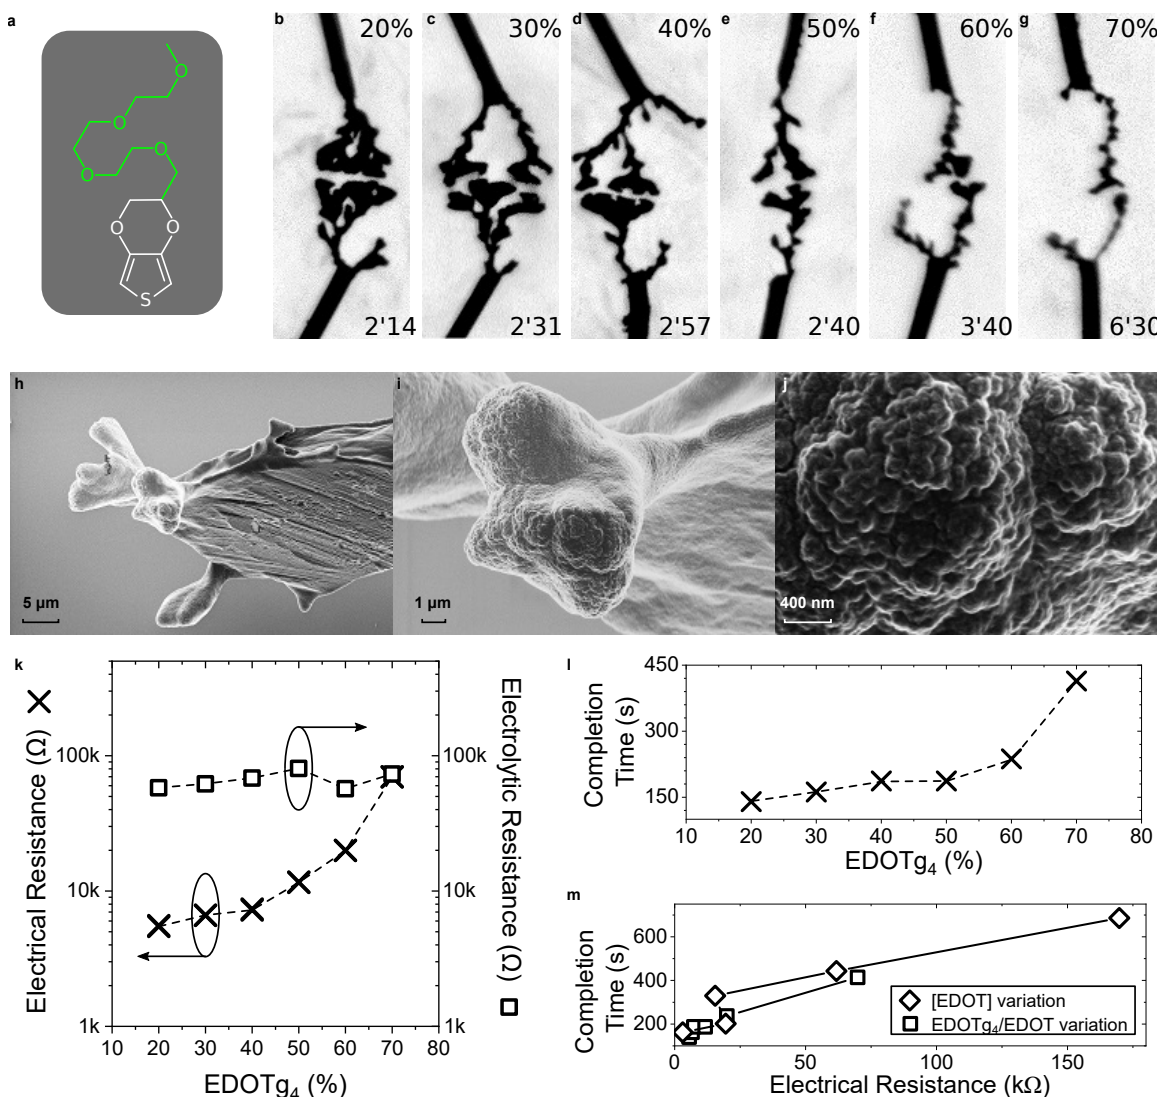 a
O
O
O
O
O
O
S
b
20%
2'14
c
30%
2'31
d
40%
2'57
e
50%
2'40
f
60%
3'40
g
70%
6'30
h
5 µm
i
1 µm
j
400 nm
k
Electrical Resistance (Ω)
100k
10k
1k
10 20 30 40 50 60 70 80
EDOTg4 (%)
100k
10k
1k
Electrolytic Resistance (Ω)
l
Completion
Time (s)
450
300
150
10 20 30 40 50 60 70 80
EDOTg4 (%)
m
Completion
Time (s)
600
400
200
0 50 100 150
Electrical Resistance (kΩ)
[EDOT] variation
EDOTg4/EDOT variation